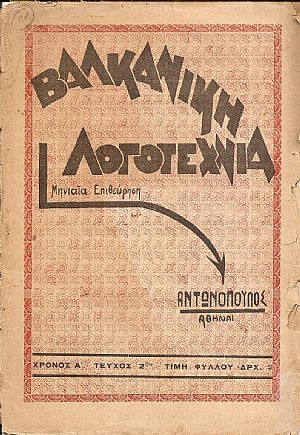 ΒΑΛΚΑΝΙΚΗ
ΛΟΓΟΤΕΧΝΙΑ
Μηνιαία Επιθεώρηση
ΑΝΤΩΝΟΠΟΥΛΟΣ
ΑΘΗΝΑΙ
ΧΡΟΝΟΣ Α΄. ΤΕΥΧΟΣ 2ον ΤΙΜΗ ΦΥΛΛΟΥ ΔΡΧ.